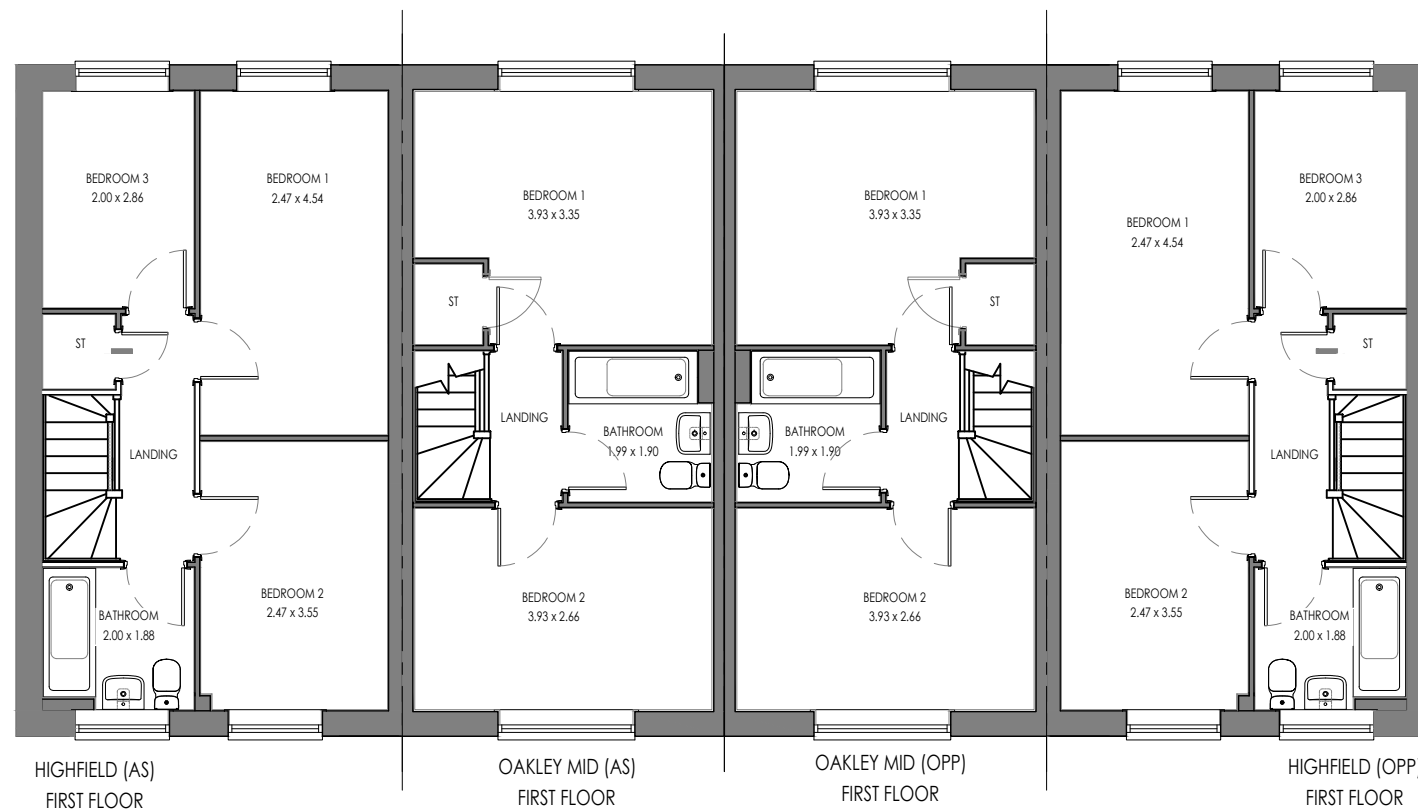 BEDROOM 3
2.00 x 2.86
BEDROOM 1
2.47 x 4.54
ST
LANDING
BEDROOM 2
2.47 x 3.55
BATHROOM
2.00 x 1.88
HIGHFIELD (AS)
FIRST FLOOR
BEDROOM 1
3.93 x 3.35
ST
LANDING
BATHROOM
1.99 x 1.90
BEDROOM 2
3.93 x 2.66
OAKLEY MID (AS)
FIRST FLOOR
BEDROOM 1
3.93 x 3.35
ST
LANDING
BATHROOM
1.99 x 1.90
BEDROOM 2
3.93 x 2.66
OAKLEY MID (OPP)
FIRST FLOOR
BEDROOM 1
2.47 x 4.54
BEDROOM 3
2.00 x 2.86
ST
LANDING
BEDROOM 2
2.47 x 3.55
BATHROOM
2.00 x 1.88
HIGHFIELD (OPP)
FIRST FLOOR